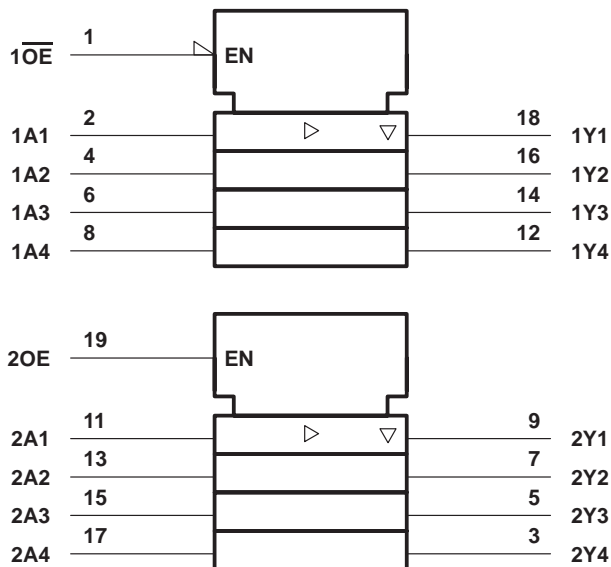 1
1O̅E̅ EN
2 18
1A1 1Y1
4 16
1A2 1Y2
6 14
1A3 1Y3
8 12
1A4 1Y4
19
2OE EN
11 9
2A1 2Y1
13 7
2A2 2Y2
15 5
2A3 2Y3
17 3
2A4 2Y4